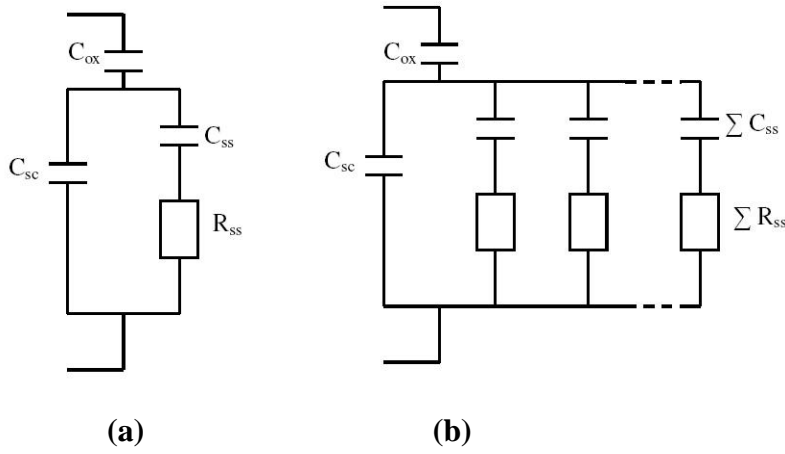 C_ox
C_ss
C_sc
R_ss
(a)
C_ox
∑ C_ss
C_sc
∑ R_ss
(b)